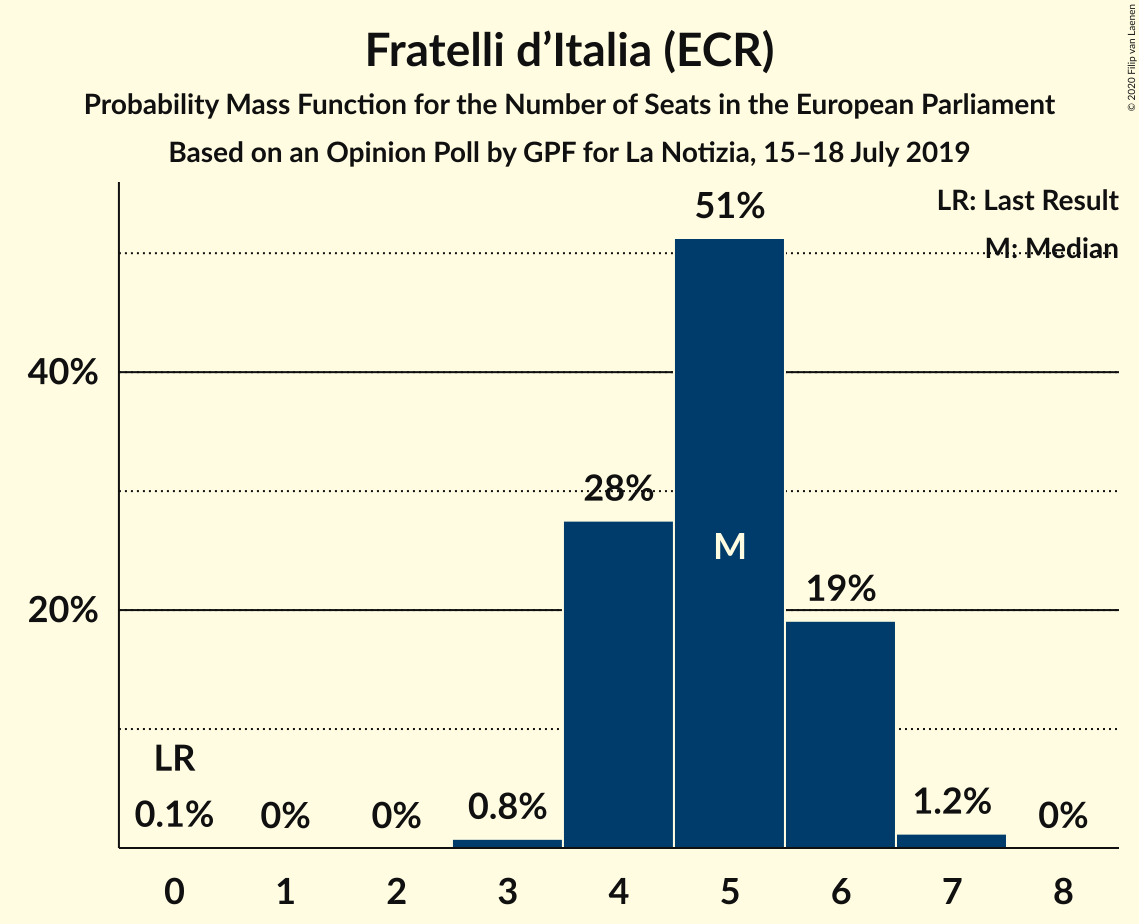 Fratelli d’Italia (ECR)
Probability Mass Function for the Number of Seats in the European Parliament
Based on an Opinion Poll by GPF for La Notizia, 15–18 July 2019
© 2020 Filip van Laenen
LR: Last Result
M: Median
51%
40%
28%
M
20%
19%
LR
0.1%
0%
0%
0.8%
1.2%
0%
0 1 2 3 4 5 6 7 8